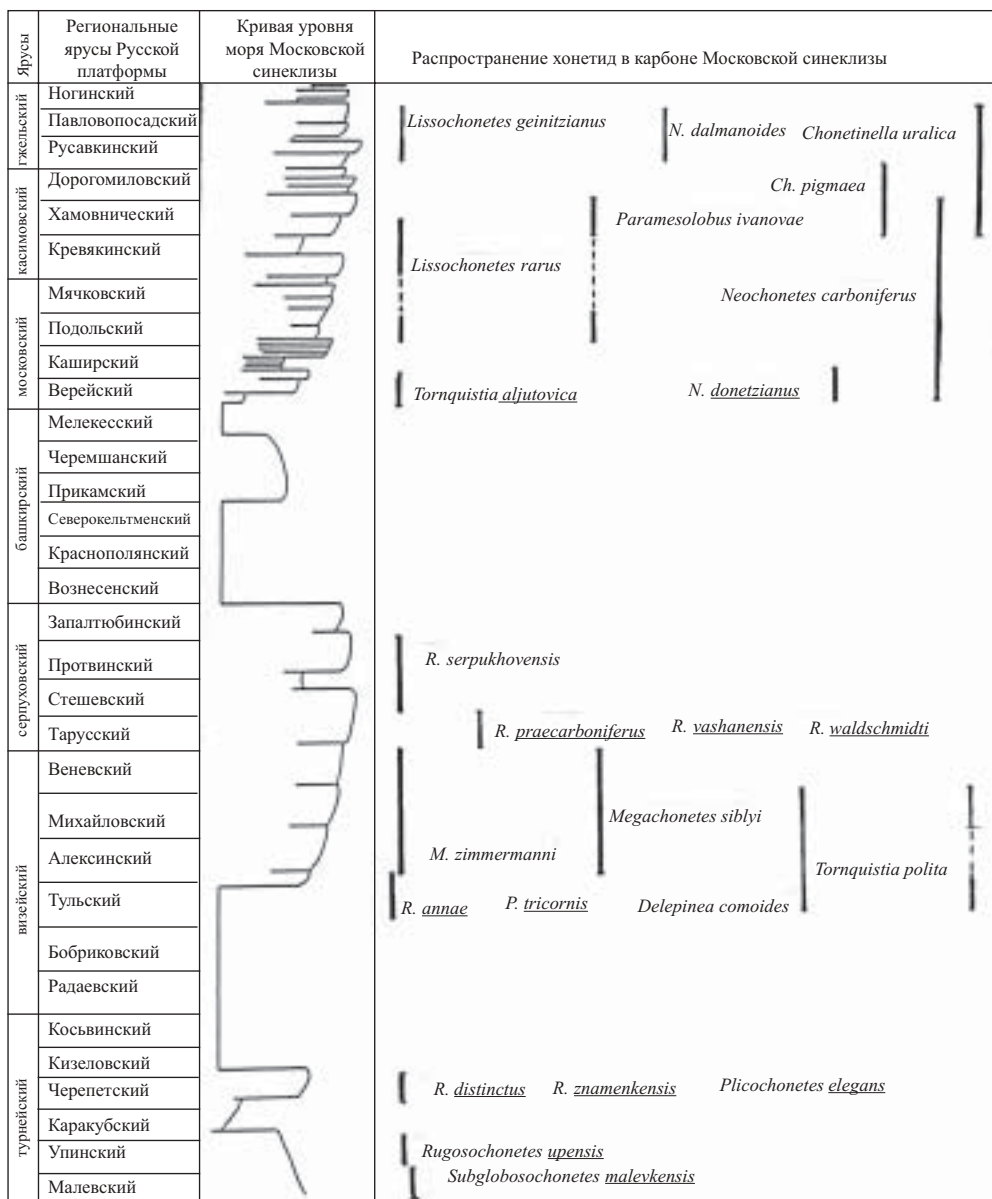 Ярусы
Региональные
ярусы Русской
платформы
Кривая уровня
моря Московской
синеклизы
Распространение хонетид в карбоне Московской синеклизы
гжельский
Ногинский
Павловопосадский
Русавкинский
Lissochonetes geinitzianus
N. dalmanoides
Chonetinella uralica
касимовский
Дорогомиловский
Хамовнический
Кревякинский
Ch. pigmaea
Paramesolobus ivanovae
Lissochonetes rarus
московский
Мячковский
Подольский
Каширский
Верейский
Neochonetes carboniferus
Tornquistia aljutovica
N. donetzianus
башкирский
Мелекесский
Черемшанский
Прикамский
Северокельтменский
Краснополянский
Вознесенский
серпуховский
Запалтюбинский
Протвинский
Стешевский
Тарусский
R. serpukhovensis
R. praecarboniferus
R. vashanensis
R. waldschmidti
визейский
Веневский
Михайловский
Алексинский
Тульский
Бобриковский
Радаевский
Megachonetes siblyi
M. zimmermanni
Tornquistia polita
R. annae
P. tricornis
Delepinea comoides
турнейский
Косьвинский
Кизеловский
Черепетский
Каракубский
Упинский
Малевский
R. distinctus
R. znamenkensis
Plicochonetes elegans
Rugosochonetes upensis
Subglobosochonetes malevkensis